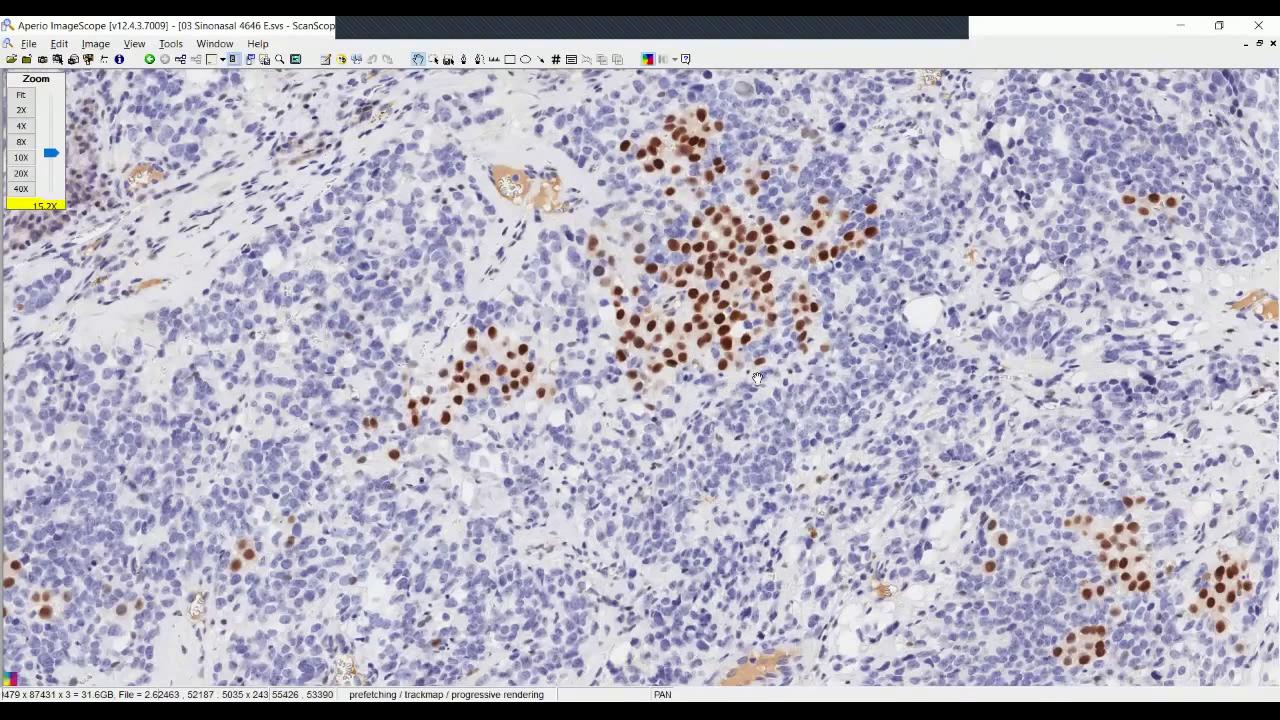 Aperio ImageScope [v12.4.3.7009] - [03 Sinonasal 4646 E.svs - ScanScope
File Edit Image View Tools Window Help
Zoom
Fit
2X
4X
8X
10X
20X
40X
15.2X
9479 x 87431 x 3 = 31.6GB. File = 2.62463 . 52187 . 5035 x 243 55426 . 53390 prefetching / trackmap / progressive rendering PAN